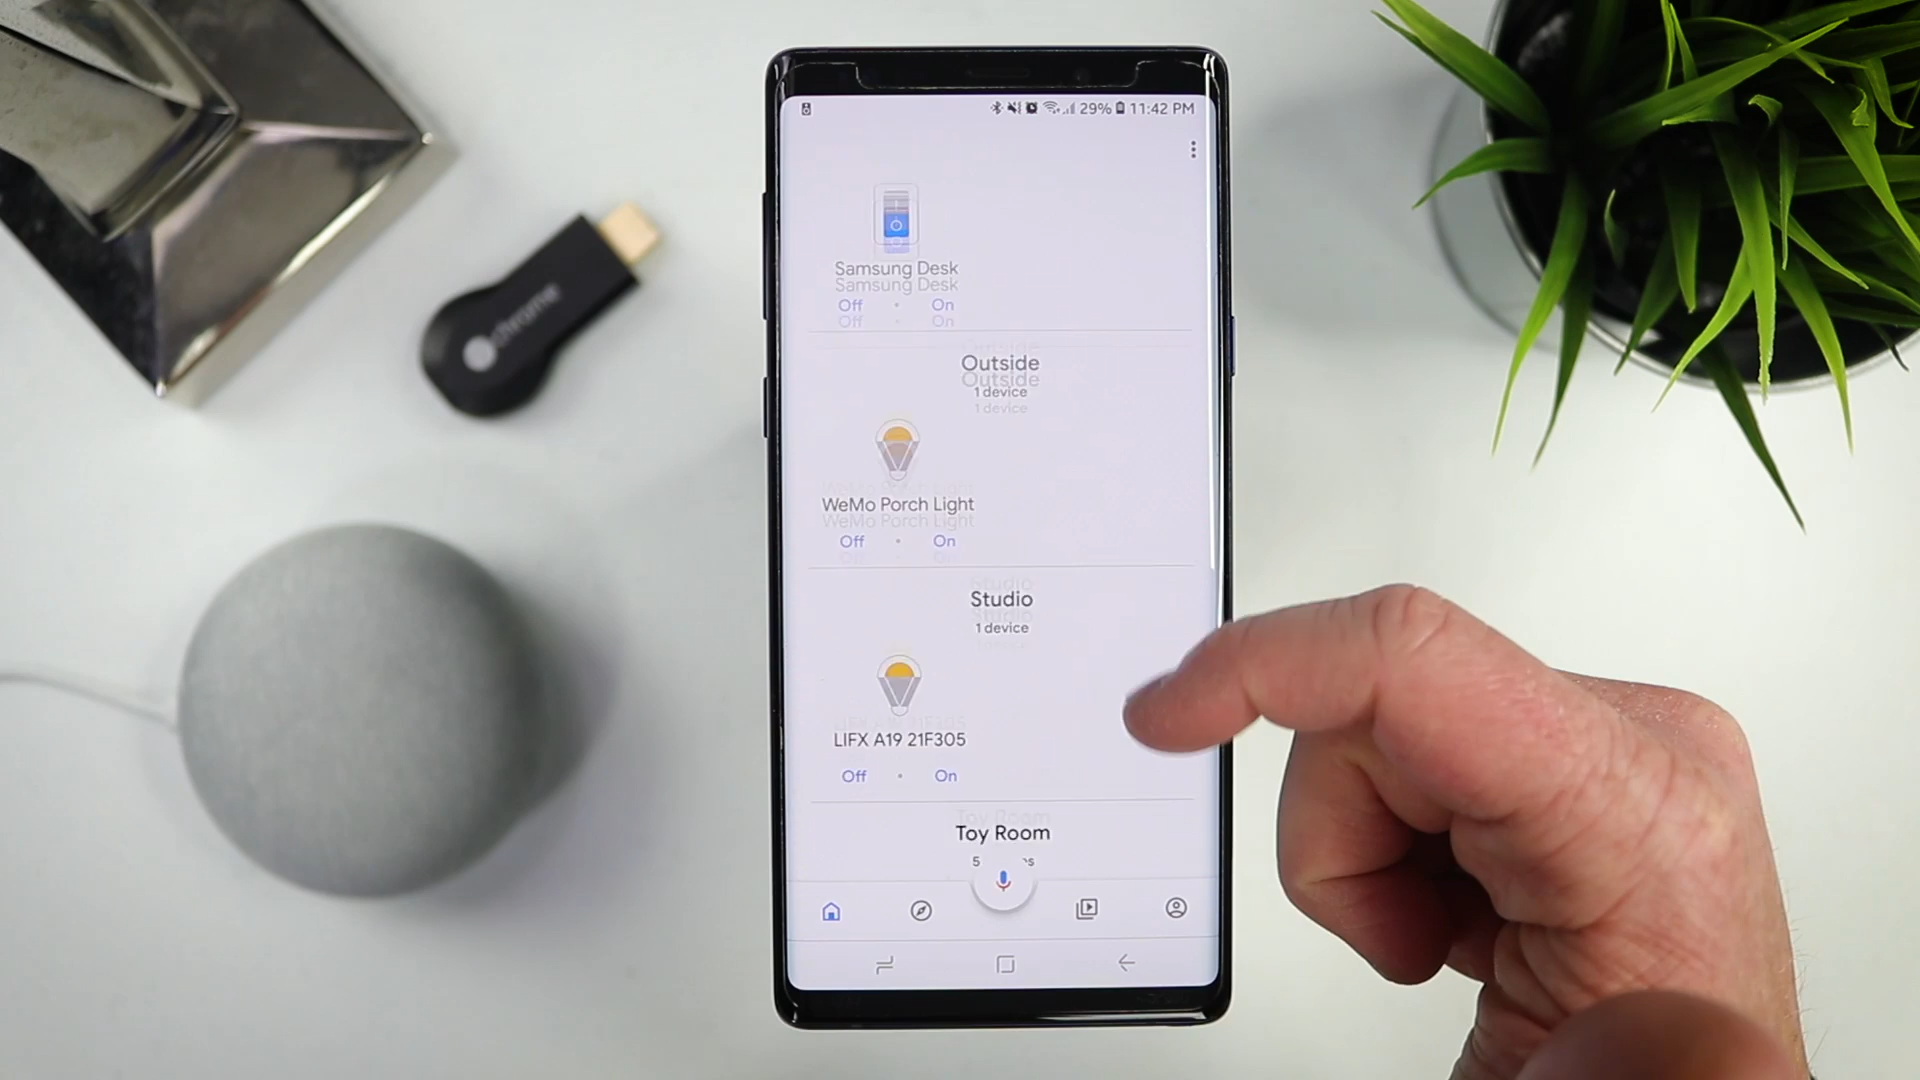 29% 11:42 PM
Samsung Desk
Off • On
Outside
1 device
WeMo Porch Light
Off • On
Studio
1 device
LIFX A19 21F305
Off • On
Toy Room
5
chrome